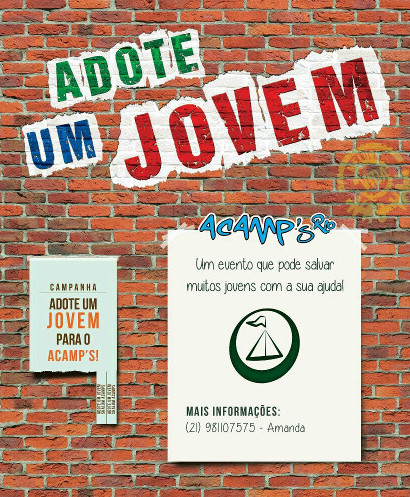 ADOTE
UM JOVEM
ACAMP's RIO
Um evento que pode salvar
muitos jovens com a sua ajuda!
CAMPANHA
ADOTE UM
JOVEM
PARA O
ACAMP'S!
MAIS INFORMAÇÕES:
(21) 981107575 - Amanda